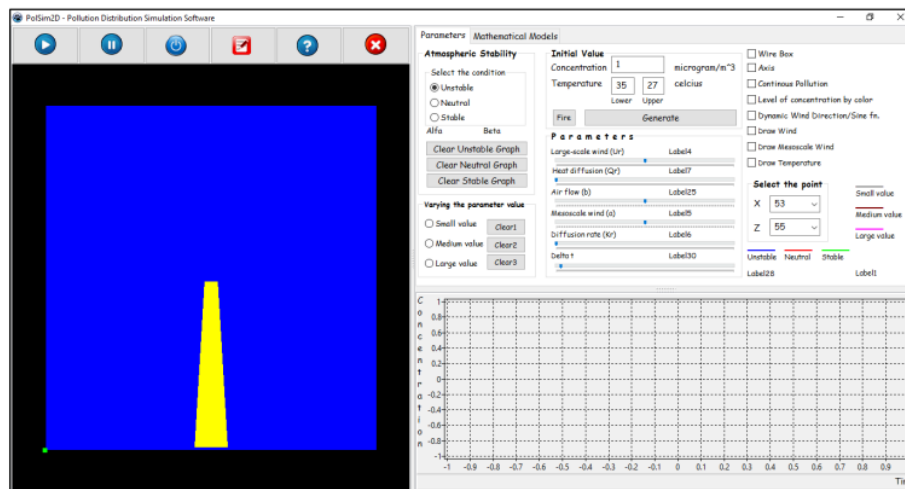 PolSim2D - Pollution Distribution Simulation Software
Parameters Mathematical Models
Atmospheric Stability
Select the condition
Unstable
Neutral
Stable
Alfa Beta
Clear Unstable Graph
Clear Neutral Graph
Clear Stable Graph
Varying the parameter value
Small value Clear1
Medium value Clear2
Large value Clear3
Initial Value
Concentration 1 microgram/m^3
Temperature 35 27 celcius
Lower Upper
Fire Generate
Parameters
Large-scale wind (Ur) Label4
Heat diffusion (Qr) Label7
Air flow (b) Label25
Mesoscale wind (a) Label5
Diffusion rate (Kr) Label6
Delta t Label30
Wire Box
Axis
Continous Pollution
Level of concentration by color
Dynamic Wind Direction/Sine fn.
Draw Wind
Draw Mesoscale Wind
Draw Temperature
Select the point
X 53
Z 55
Small value
Medium value
Large value
Unstable Neutral Stable
Label28 Label1
Concentration
1
0.8
0.6
0.4
0.2
0
-0.2
-0.4
-0.6
-0.8
-1
-1 -0.9 -0.8 -0.7 -0.6 -0.5 -0.4 -0.3 -0.2 -0.1 0 0.1 0.2 0.3 0.4 0.5 0.6 0.7 0.8 0.9